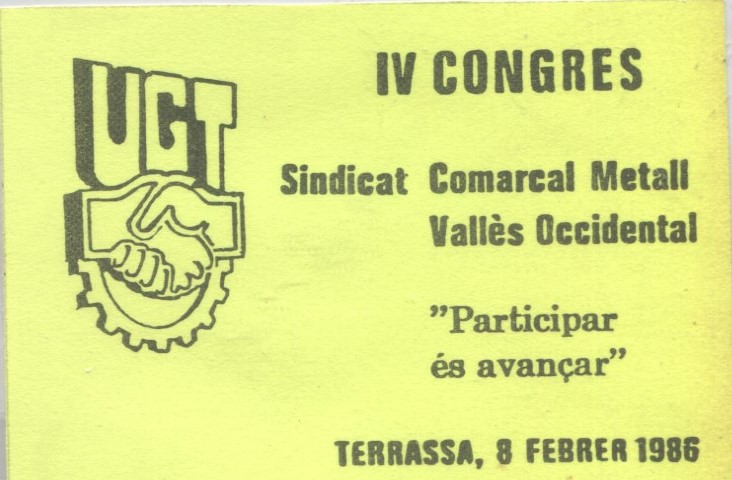 UGT
IV CONGRES
Sindicat Comarcal Metall
Vallès Occidental
"Participar
és avançar"
TERRASSA, 8 FEBRER 1986